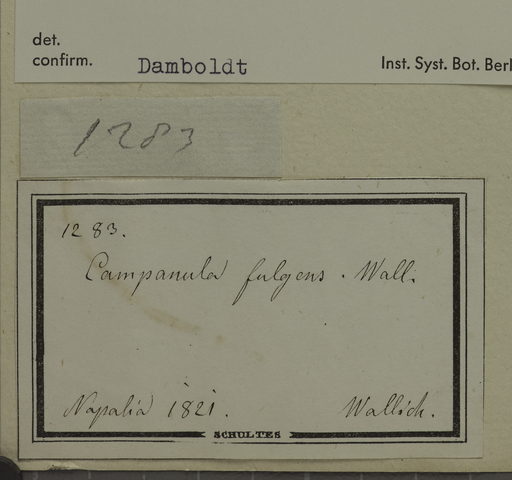 det.
confirm. Damboldt Inst. Syst. Bot. Berl
1283
1283.
Campanula fulgens. Wall.
Napalia 1821. Wallich.
SCHULTES